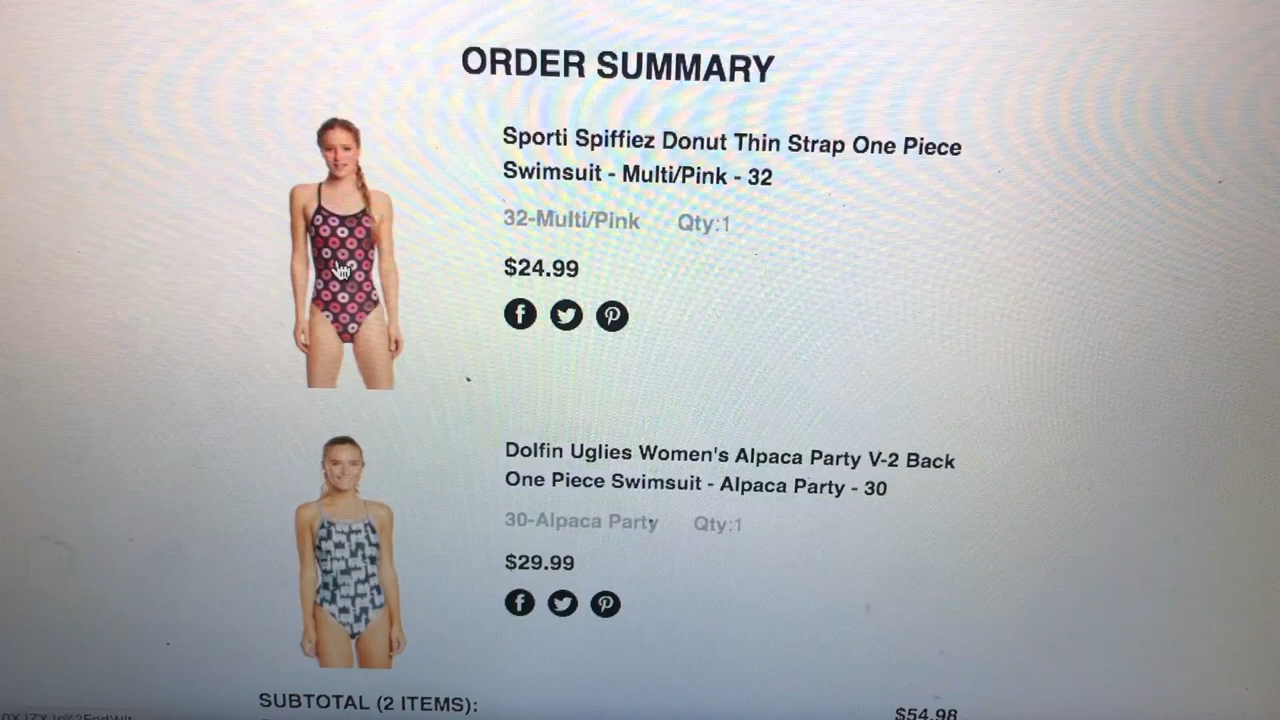 ORDER SUMMARY
Sporti Spiffiez Donut Thin Strap One Piece
Swimsuit - Multi/Pink - 32
32-Multi/Pink Qty:1
$24.99
Dolfin Uglies Women's Alpaca Party V-2 Back
One Piece Swimsuit - Alpaca Party - 30
30-Alpaca Party Qty:1
$29.99
SUBTOTAL (2 ITEMS): $54.98